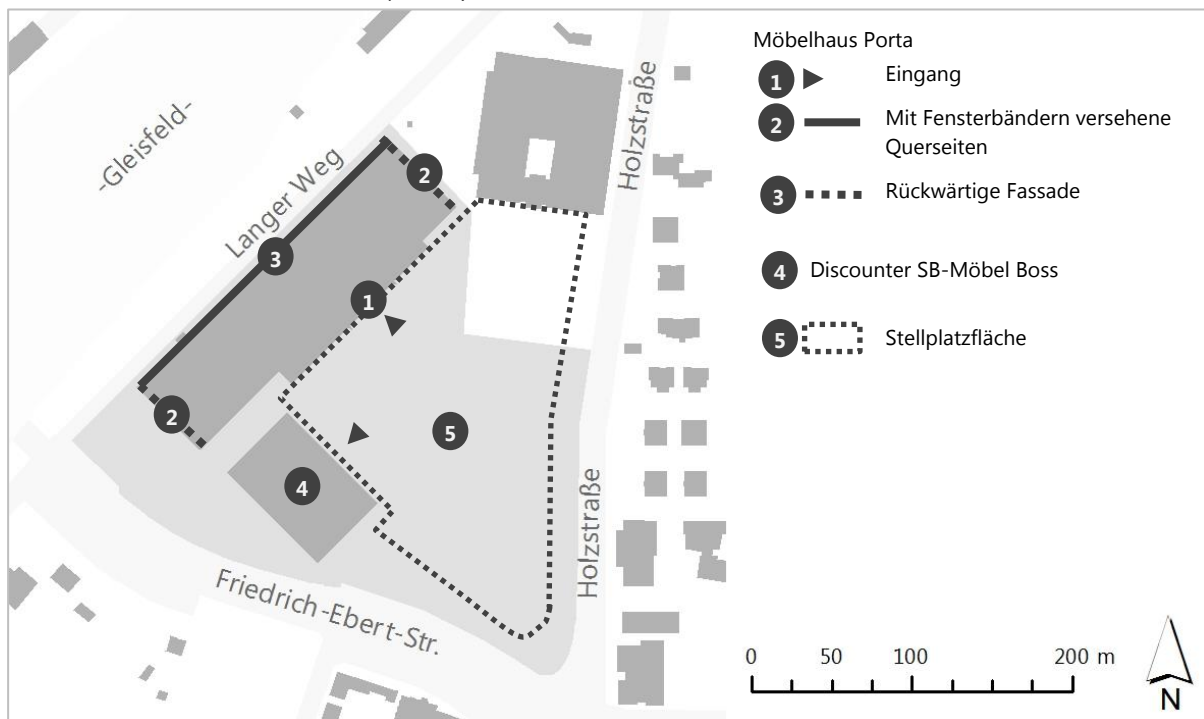 -Gleisfeld-
Langer Weg
Holzstraße
Holzstraße
Friedrich-Ebert-Str.
2
3
1
2
4
5
Möbelhaus Porta
1 Eingang
2 Mit Fensterbändern versehene
Querseiten
3 Rückwärtige Fassade
4 Discounter SB-Möbel Boss
5 Stellplatzfläche
0 50 100 200 m
N